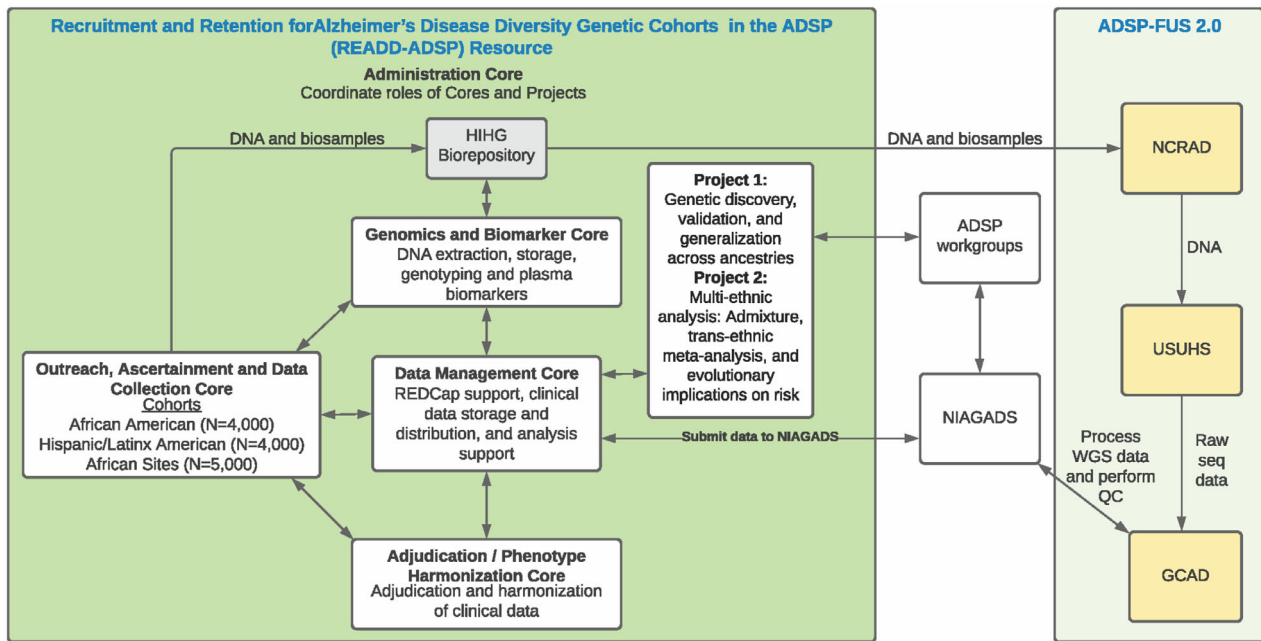 Recruitment and Retention forAlzheimer's Disease Diversity Genetic Cohorts in the ADSP
(READD-ADSP) Resource
Administration Core
Coordinate roles of Cores and Projects
DNA and biosamples
HIHG
Biorepository
DNA and biosamples
Genomics and Biomarker Core
DNA extraction, storage,
genotyping and plasma
biomarkers
Project 1:
Genetic discovery,
validation, and
generalization
across ancestries
Project 2:
Multi-ethnic
analysis: Admixture,
trans-ethnic
meta-analysis, and
evolutionary
implications on risk
Outreach, Ascertainment and Data
Collection Core
Cohorts
African American (N=4,000)
Hispanic/Latinx American (N=4,000)
African Sites (N=5,000)
Data Management Core
REDCap support, clinical
data storage and
distribution, and analysis
support
Submit data to NIAGADS
Adjudication / Phenotype
Harmonization Core
Adjudication and harmonization
of clinical data
ADSP
workgroups
NIAGADS
Process
WGS data
and perform
QC
ADSP-FUS 2.0
NCRAD
DNA
USUHS
Raw
seq
data
GCAD